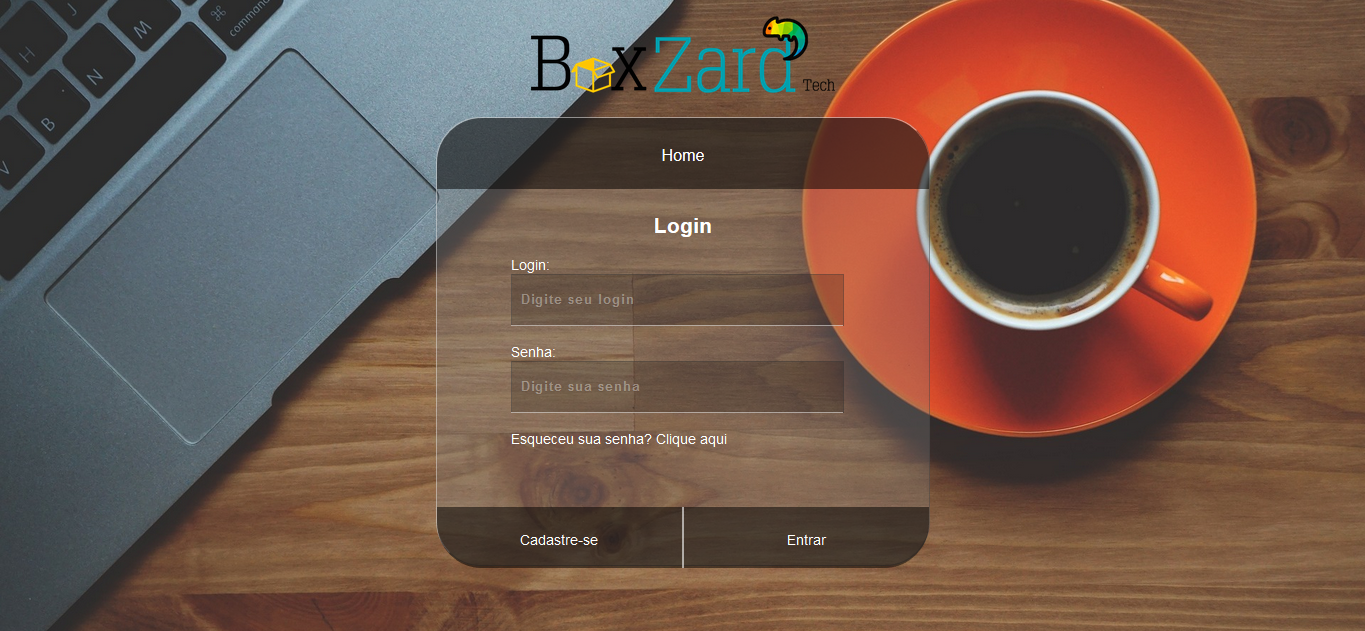 command
J
M
H
N
B
V
BoxZard
Tech
Home
Login
Login:
Digite seu login
Senha:
Digite sua senha
Esqueceu sua senha? Clique aqui
Cadastre-se
Entrar